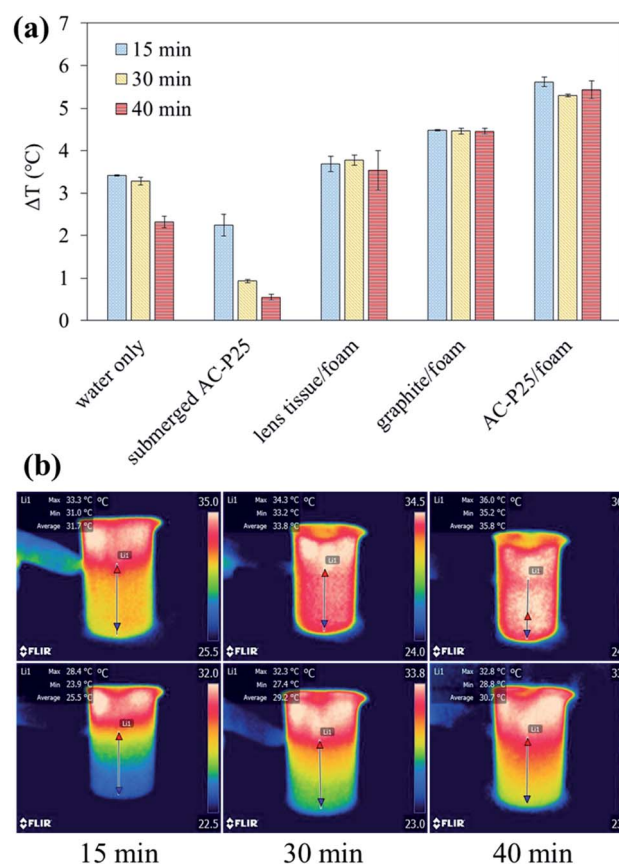 (a)
7
6
5
4
3
2
1
0
ΔT (°C)
15 min
30 min
40 min
water only
submerged AC-P25
lens tissue/foam
graphite/foam
AC-P25/foam
(b)
Li1 Max 33.3 °C °C 35.0
Min 31.0 °C
Average 31.7 °C
Li1
FLIR 25.5
Li1 Max 34.3 °C °C 34.5
Min 33.2 °C
Average 33.8 °C
Li1
FLIR 24.0
Li1 Max 36.0 °C °C
Min 35.2 °C
Average 35.8 °C
Li1
FLIR
Li1 Max 28.4 °C °C 32.0
Min 23.9 °C
Average 25.5 °C
Li1
FLIR 22.5
Li1 Max 32.3 °C °C 33.8
Min 27.4 °C
Average 29.2 °C
Li1
FLIR 23.0
Li1 Max 32.8 °C °C
Min 28.8 °C
Average 30.7 °C
Li1
FLIR
15 min 30 min 40 min